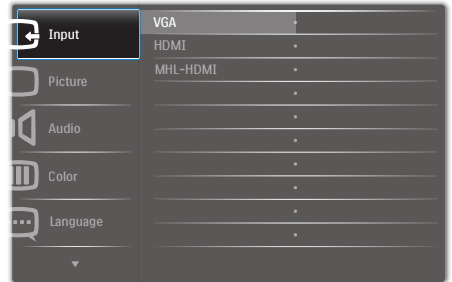 Input
VGA
HDMI
MHL-HDMI
Picture
Audio
Color
Language